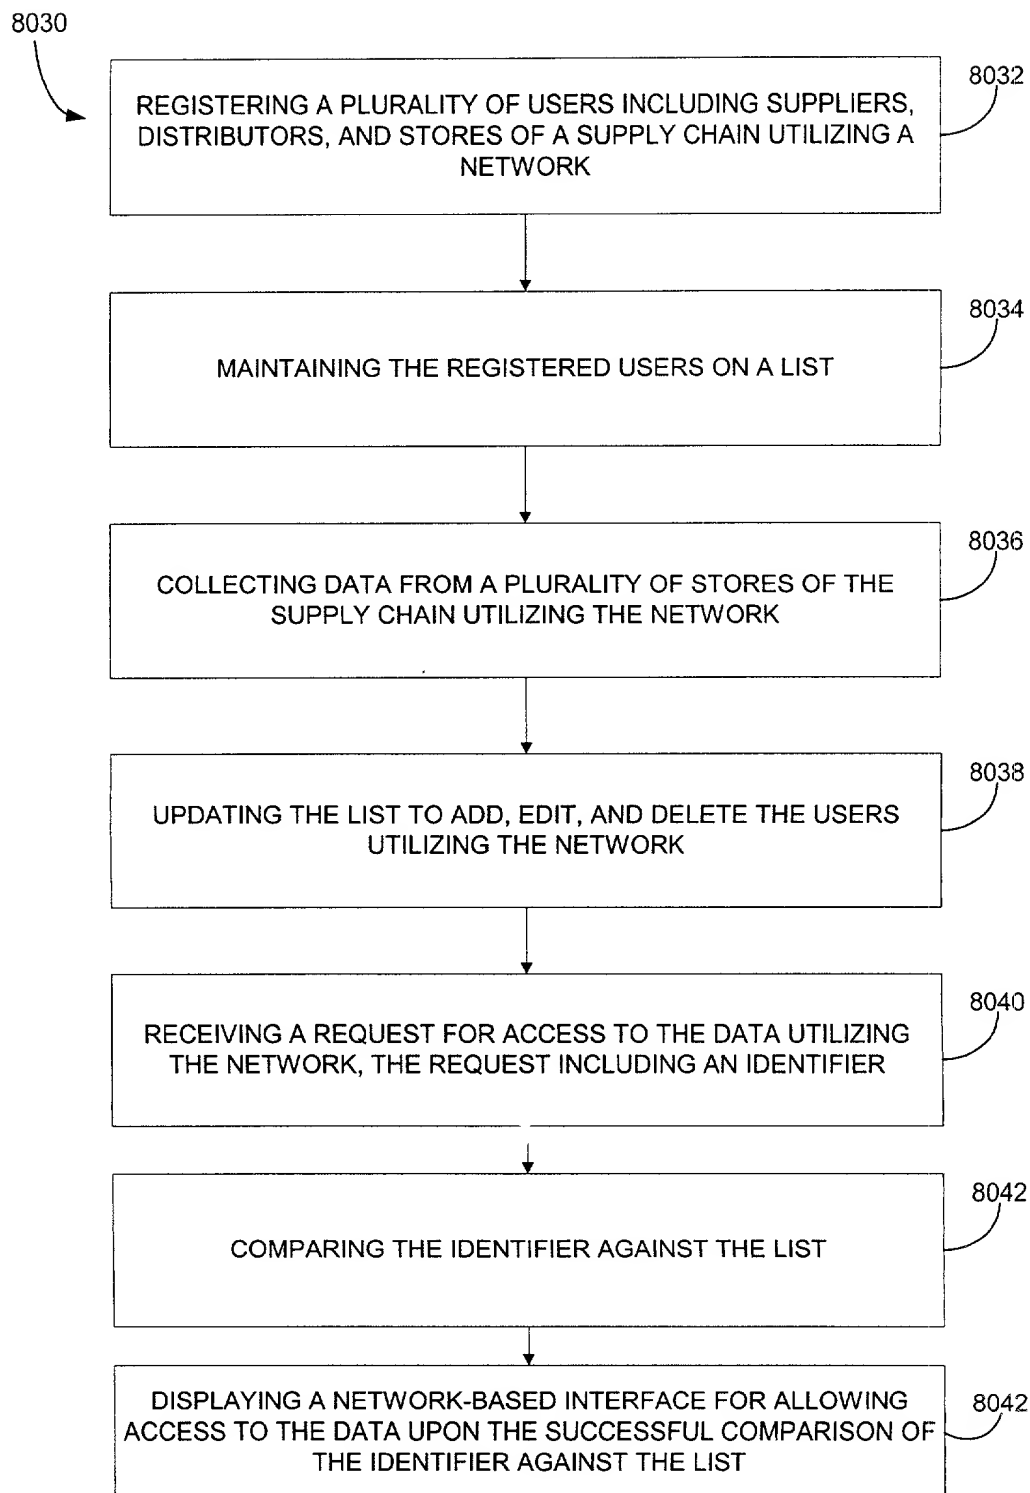 8030
8032
REGISTERING A PLURALITY OF USERS INCLUDING SUPPLIERS,
DISTRIBUTORS, AND STORES OF A SUPPLY CHAIN UTILIZING A
NETWORK
8034
MAINTAINING THE REGISTERED USERS ON A LIST
8036
COLLECTING DATA FROM A PLURALITY OF STORES OF THE
SUPPLY CHAIN UTILIZING THE NETWORK
8038
UPDATING THE LIST TO ADD, EDIT, AND DELETE THE USERS
UTILIZING THE NETWORK
8040
RECEIVING A REQUEST FOR ACCESS TO THE DATA UTILIZING
THE NETWORK, THE REQUEST INCLUDING AN IDENTIFIER
8042
COMPARING THE IDENTIFIER AGAINST THE LIST
8042
DISPLAYING A NETWORK-BASED INTERFACE FOR ALLOWING
ACCESS TO THE DATA UPON THE SUCCESSFUL COMPARISON OF
THE IDENTIFIER AGAINST THE LIST